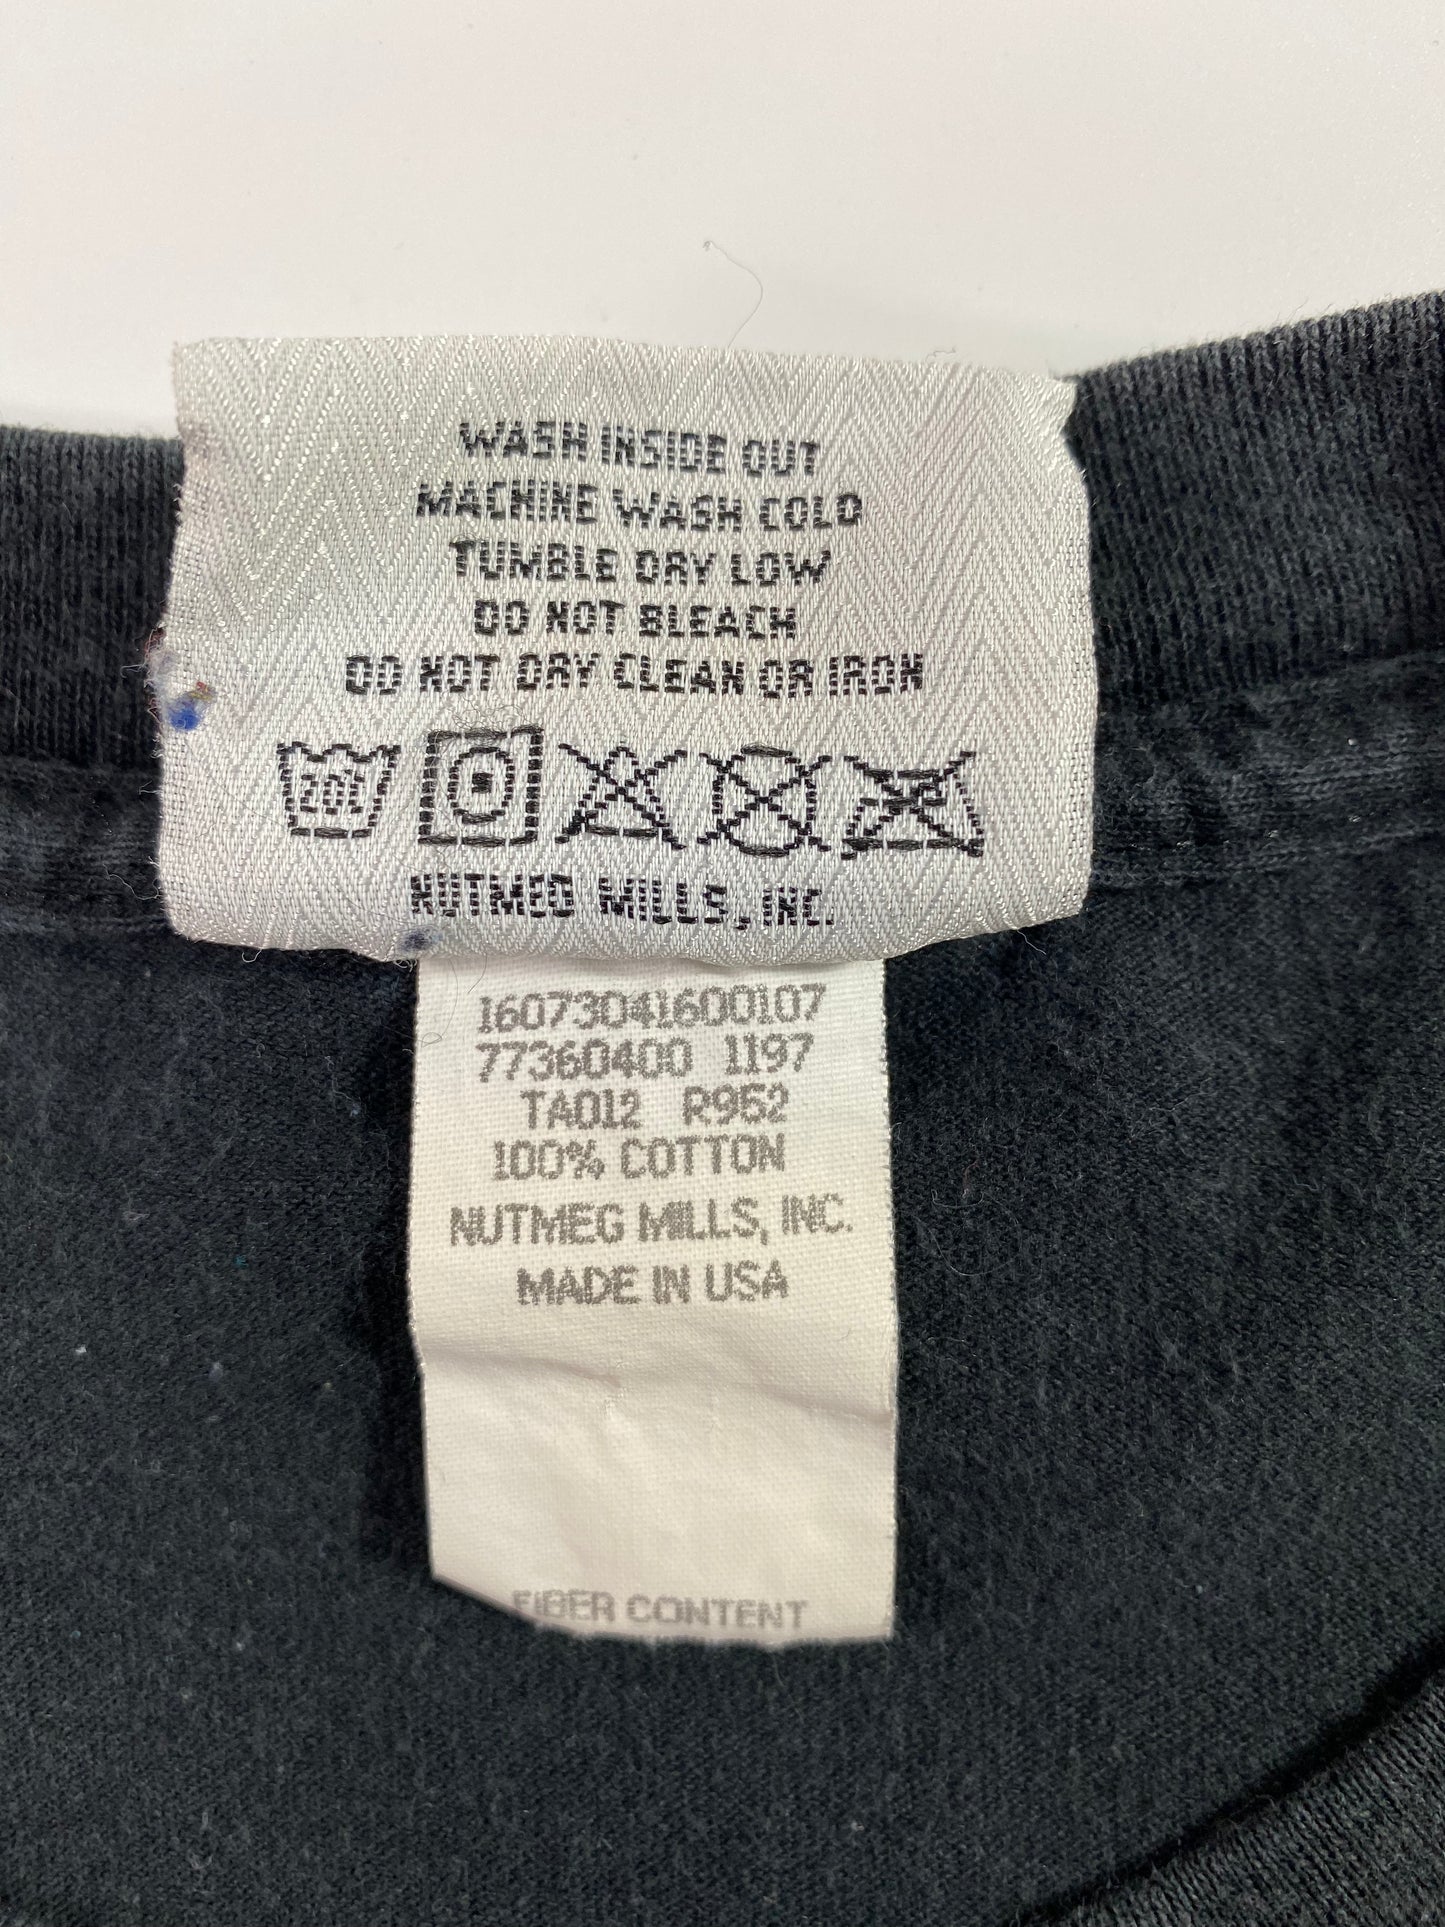 WASH INSIDE OUT
MACHINE WASH COLD
TUMBLE DRY LOW
DO NOT BLEACH
DO NOT DRY CLEAN OR IRON
20C
NUTMEG MILLS, INC.
16073041600107
77360400 1197
TA012 R952
100% COTTON
NUTMEG MILLS, INC.
MADE IN USA
FIBER CONTENT